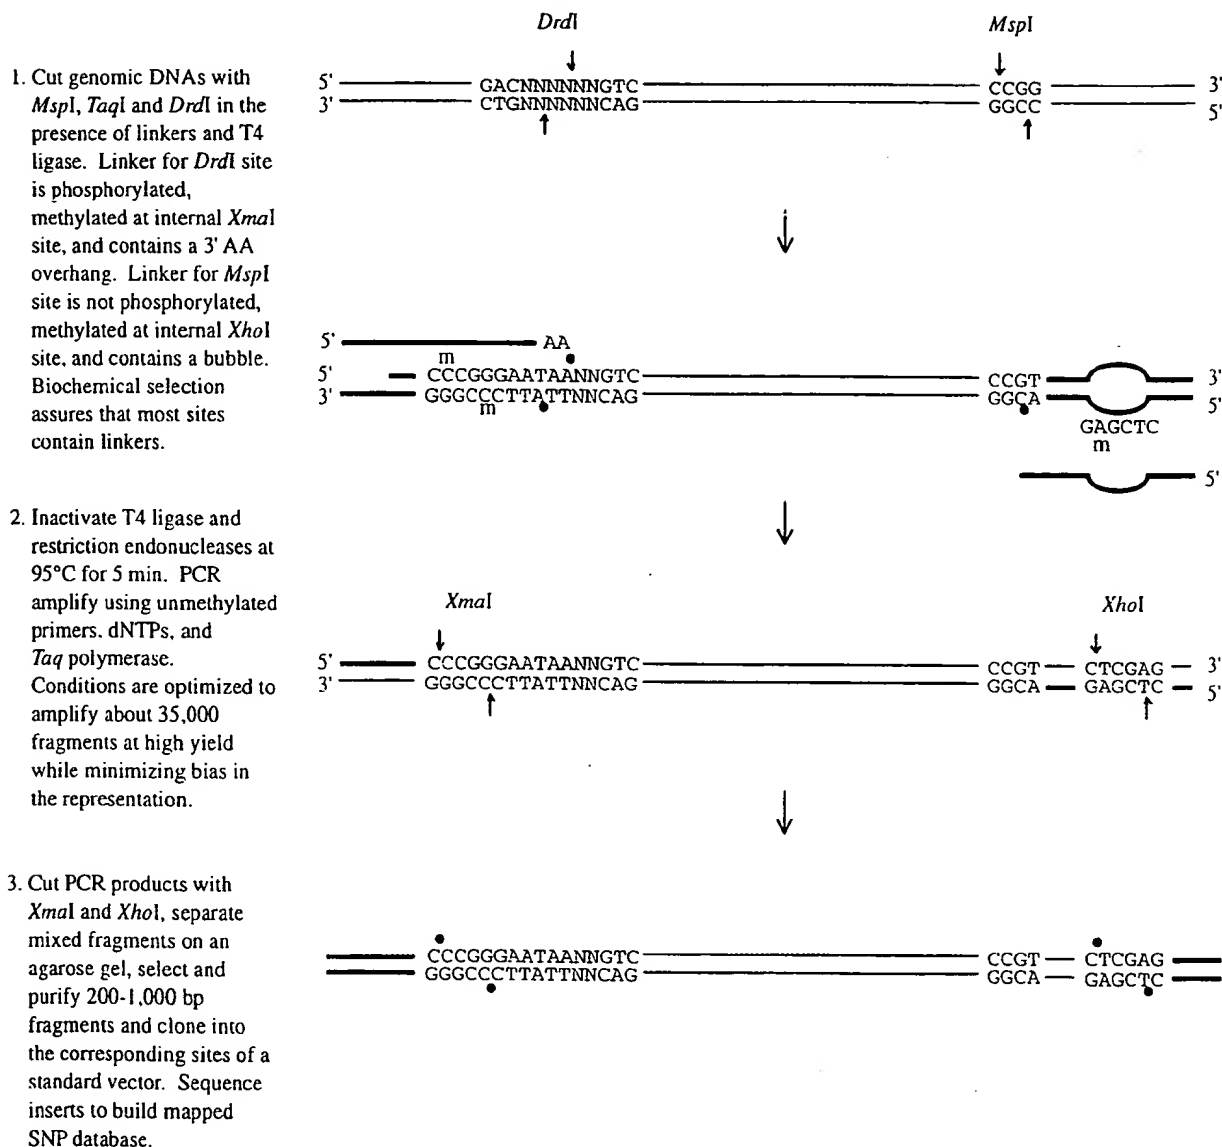 1. Cut genomic DNAs with
MspI, TaqI and DrdI in the
presence of linkers and T4
ligase. Linker for DrdI site
is phosphorylated,
methylated at internal XmaI
site, and contains a 3' AA
overhang. Linker for MspI
site is not phosphorylated,
methylated at internal XhoI
site, and contains a bubble.
Biochemical selection
assures that most sites
contain linkers.
DrdI
MspI
5' GACNNNNNNGTC CCGG 3'
3' CTGNNNNNNCAG GGCC 5'
5' AA
m
5' CCCGGGAATAANNGTC CCGT 3'
3' GGGCCCTTATTNNCAG GGCA 5'
m
GAGCTC
m
5'
2. Inactivate T4 ligase and
restriction endonucleases at
95°C for 5 min. PCR
amplify using unmethylated
primers, dNTPs, and
Taq polymerase.
Conditions are optimized to
amplify about 35,000
fragments at high yield
while minimizing bias in
the representation.
XmaI
XhoI
5' CCCGGGAATAANNGTC CCGT CTCGAG 3'
3' GGGCCCTTATTNNCAG GGCA GAGCTC 5'
3. Cut PCR products with
XmaI and XhoI, separate
mixed fragments on an
agarose gel, select and
purify 200-1,000 bp
fragments and clone into
the corresponding sites of a
standard vector. Sequence
inserts to build mapped
SNP database.
CCCGGGAATAANNGTC CCGT CTCGAG
GGGCCCTTATTNNCAG GGCA GAGCTC